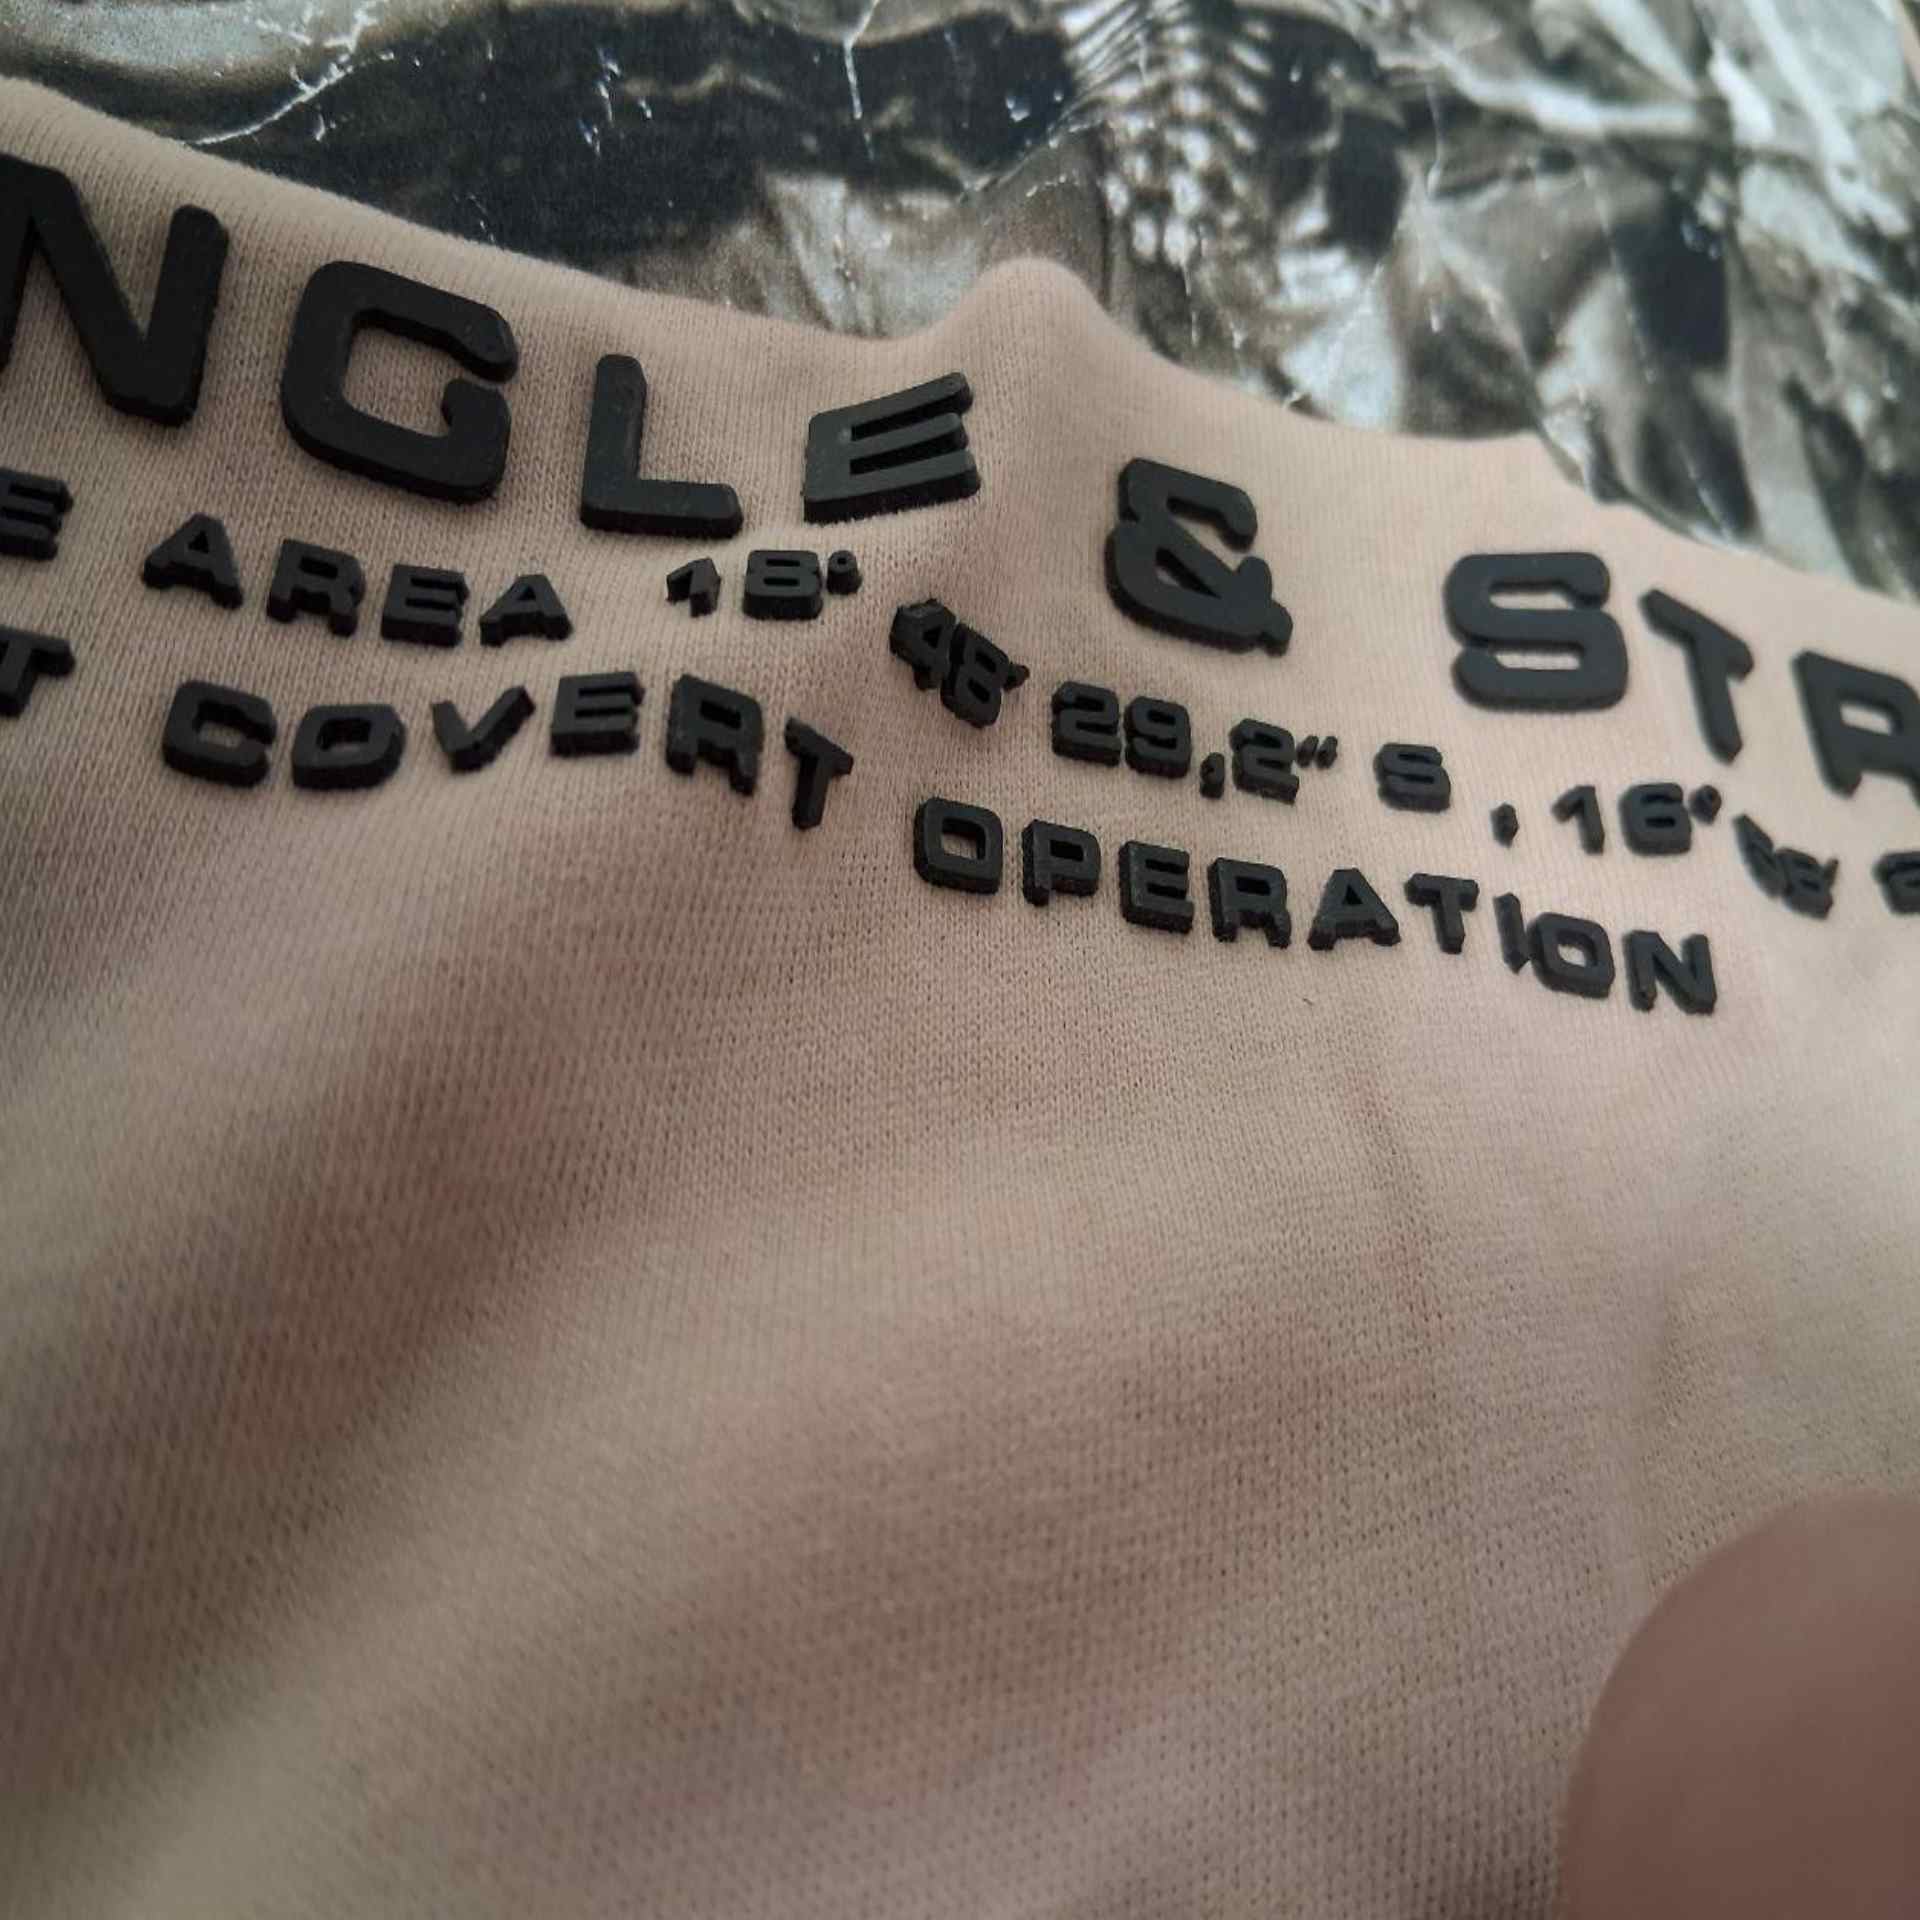 NGLE & STR
E AREA 18° 48' 29,2" S , 16°
T COVERT OPERATION